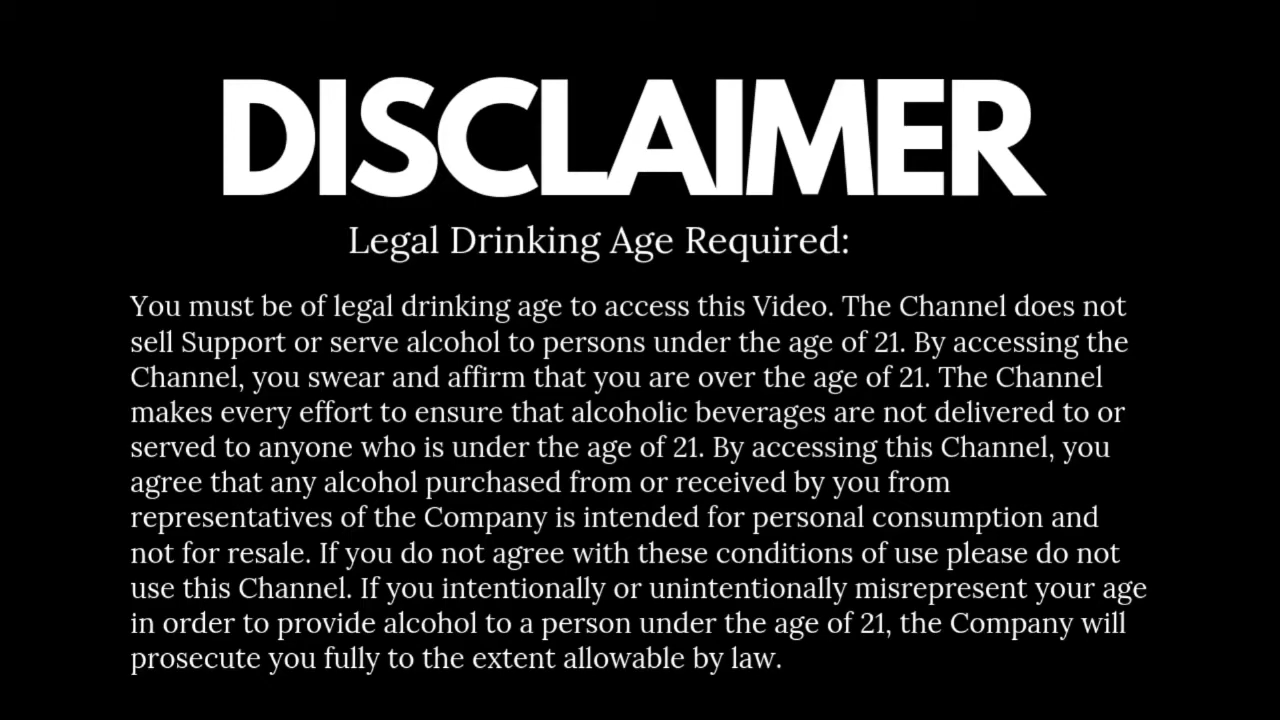 DISCLAIMER
Legal Drinking Age Required:
You must be of legal drinking age to access this Video. The Channel does not
sell Support or serve alcohol to persons under the age of 21. By accessing the
Channel, you swear and affirm that you are over the age of 21. The Channel
makes every effort to ensure that alcoholic beverages are not delivered to or
served to anyone who is under the age of 21. By accessing this Channel, you
agree that any alcohol purchased from or received by you from
representatives of the Company is intended for personal consumption and
not for resale. If you do not agree with these conditions of use please do not
use this Channel. If you intentionally or unintentionally misrepresent your age
in order to provide alcohol to a person under the age of 21, the Company will
prosecute you fully to the extent allowable by law.